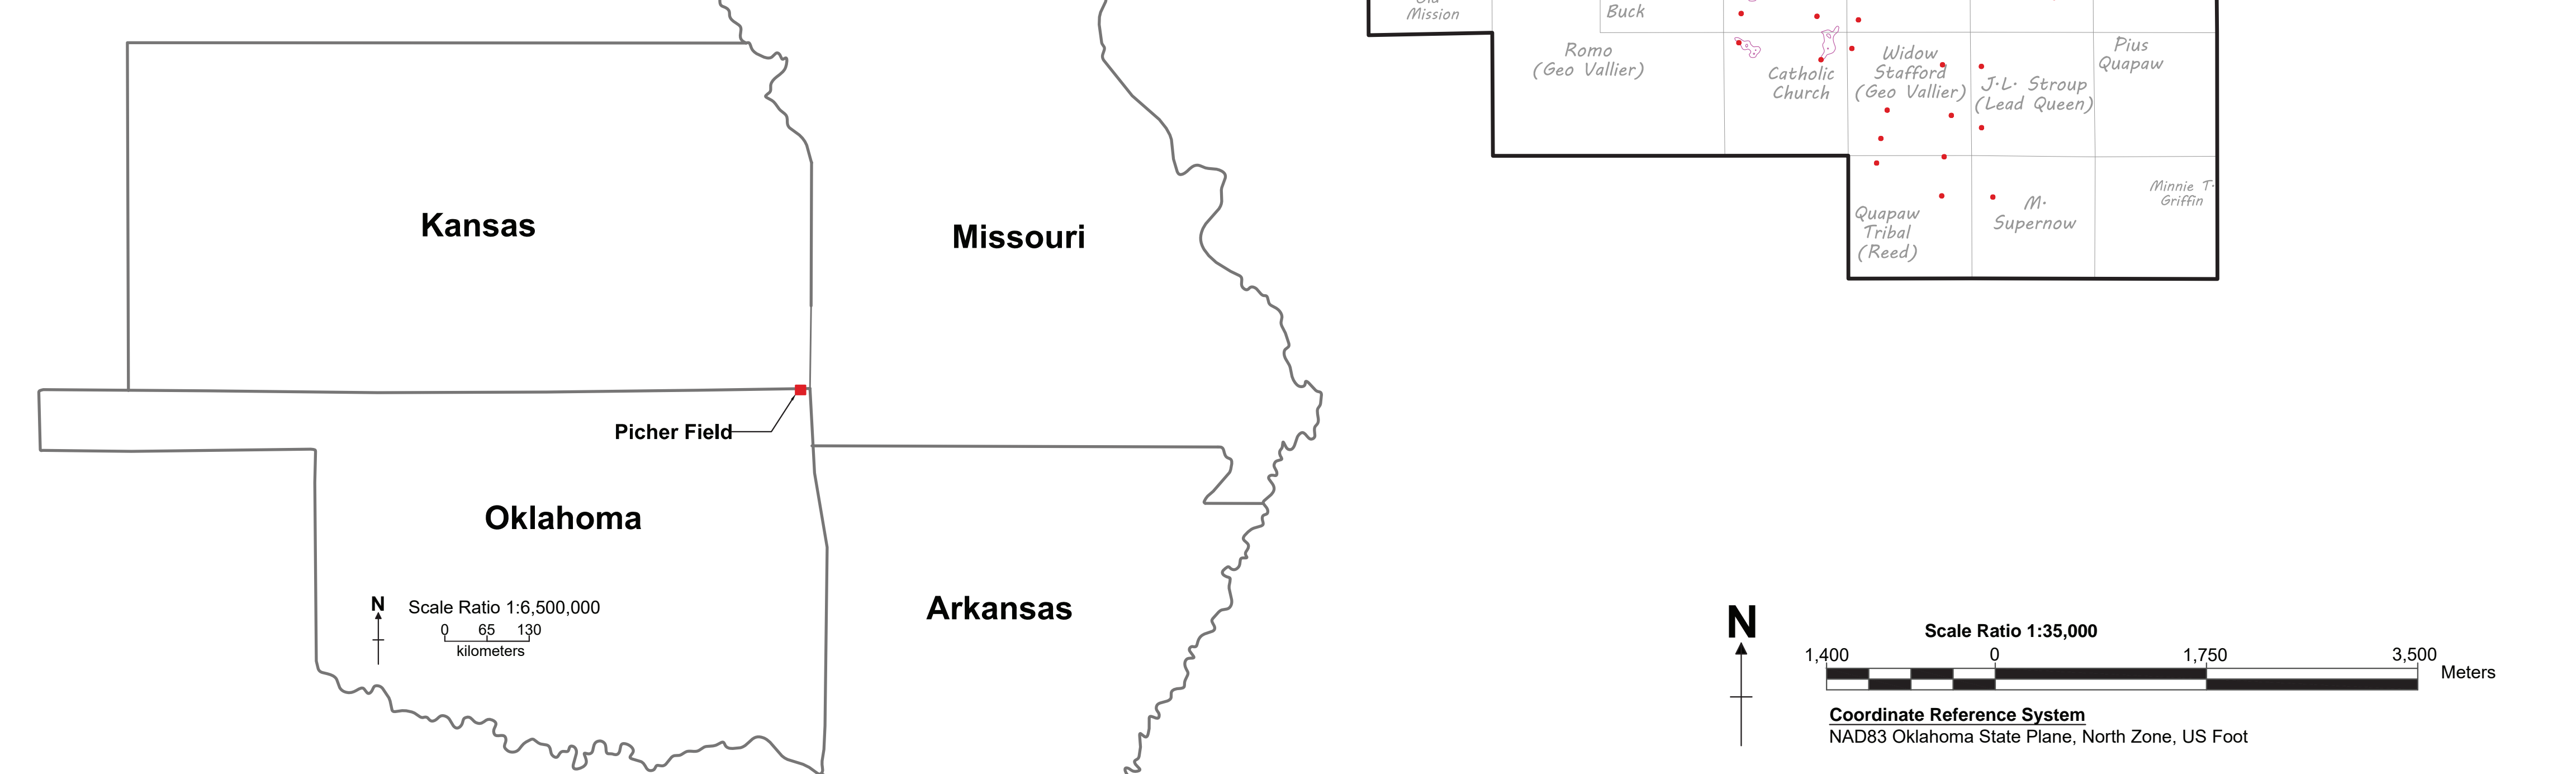 Kansas
Missouri
Picher Field
Oklahoma
Arkansas
N
Scale Ratio 1:6,500,000
0 65 130
kilometers
Mission
Buck
Romo
(Geo Vallier)
Catholic
Church
Widow
Stafford
(Geo Vallier)
J.L. Stroup
(Lead Queen)
Pius
Quapaw
Quapaw
Tribal
(Reed)
M.
Supernow
Minnie T.
Griffin
N
Scale Ratio 1:35,000
1,400 0 1,750 3,500
Meters
Coordinate Reference System
NAD83 Oklahoma State Plane, North Zone, US Foot